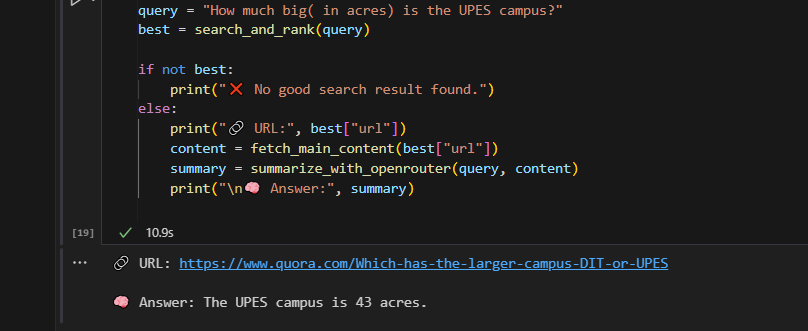 query = "How much big( in acres) is the UPES campus?"
best = search_and_rank(query)
if not best:
print("❌ No good search result found.")
else:
print("🔗 URL:", best["url"])
content = fetch_main_content(best["url"])
summary = summarize_with_openrouter(query, content)
print("\n🧠 Answer:", summary)
[19] ✓ 10.9s
··· 🔗 URL: https://www.quora.com/Which-has-the-larger-campus-DIT-or-UPES
🧠 Answer: The UPES campus is 43 acres.